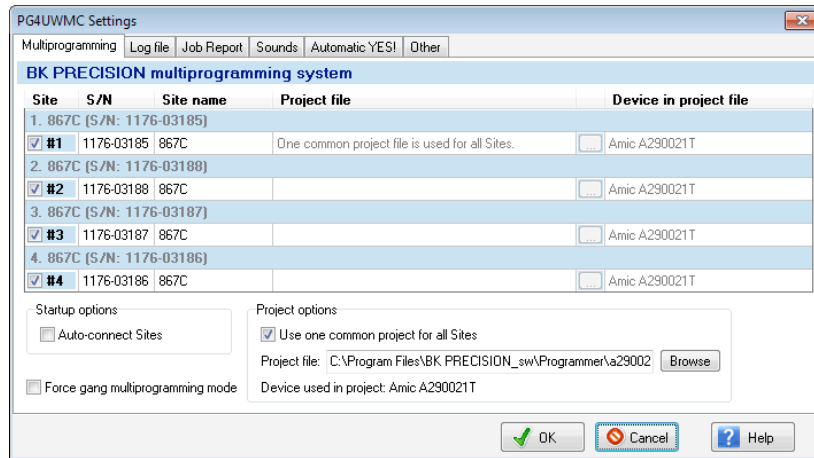 PG4UWMC Settings
Multiprogramming Log file Job Report Sounds Automatic YES! Other
BK PRECISION multiprogramming system
Site S/N Site name Project file Device in project file
1. 867C (S/N: 1176-03185)
#1 1176-03185 867C One common project file is used for all Sites. ... Amic A290021T
2. 867C (S/N: 1176-03188)
#2 1176-03188 867C ... Amic A290021T
3. 867C (S/N: 1176-03187)
#3 1176-03187 867C ... Amic A290021T
4. 867C (S/N: 1176-03186)
#4 1176-03186 867C ... Amic A290021T
Startup options Project options
Auto-connect Sites Use one common project for all Sites
Project file: C:\Program Files\BK PRECISION_sw\Programmer\a29002 Browse
Force gang multiprogramming mode Device used in project: Amic A290021T
OK Cancel ? Help